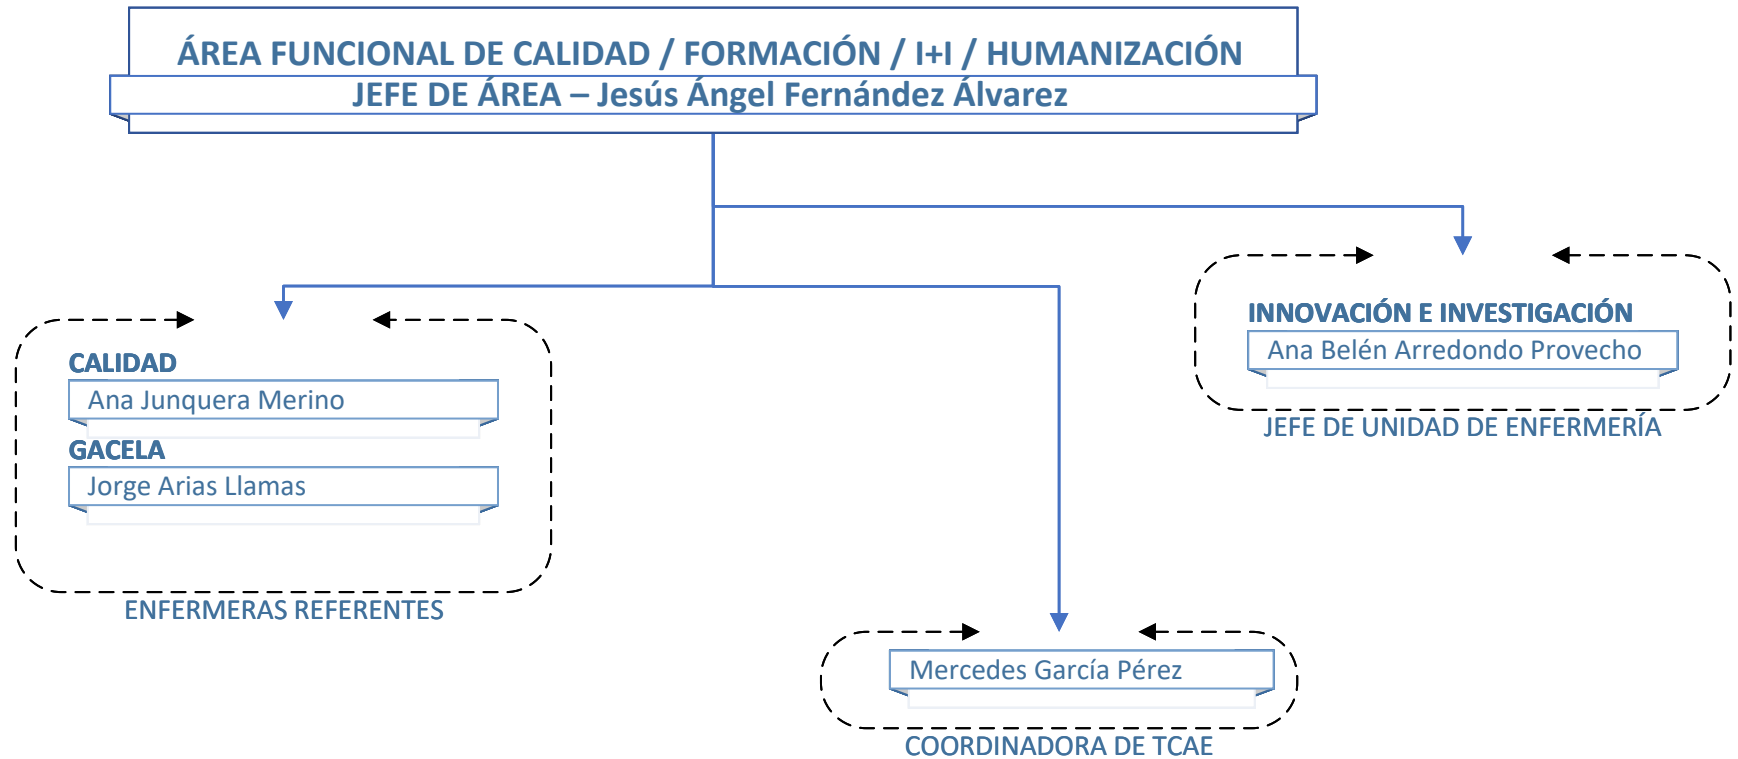 ÁREA FUNCIONAL DE CALIDAD / FORMACIÓN / I+I / HUMANIZACIÓN
JEFE DE ÁREA – Jesús Ángel Fernández Álvarez
CALIDAD
Ana Junquera Merino
GACELA
Jorge Arias Llamas
ENFERMERAS REFERENTES
Mercedes García Pérez
COORDINADORA DE TCAE
INNOVACIÓN E INVESTIGACIÓN
Ana Belén Arredondo Provecho
JEFE DE UNIDAD DE ENFERMERÍA